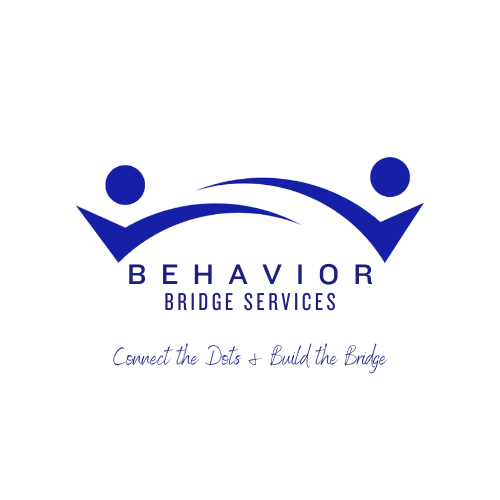 BEHAVIOR
BRIDGE SERVICES
Connect the Dots & Build the Bridge